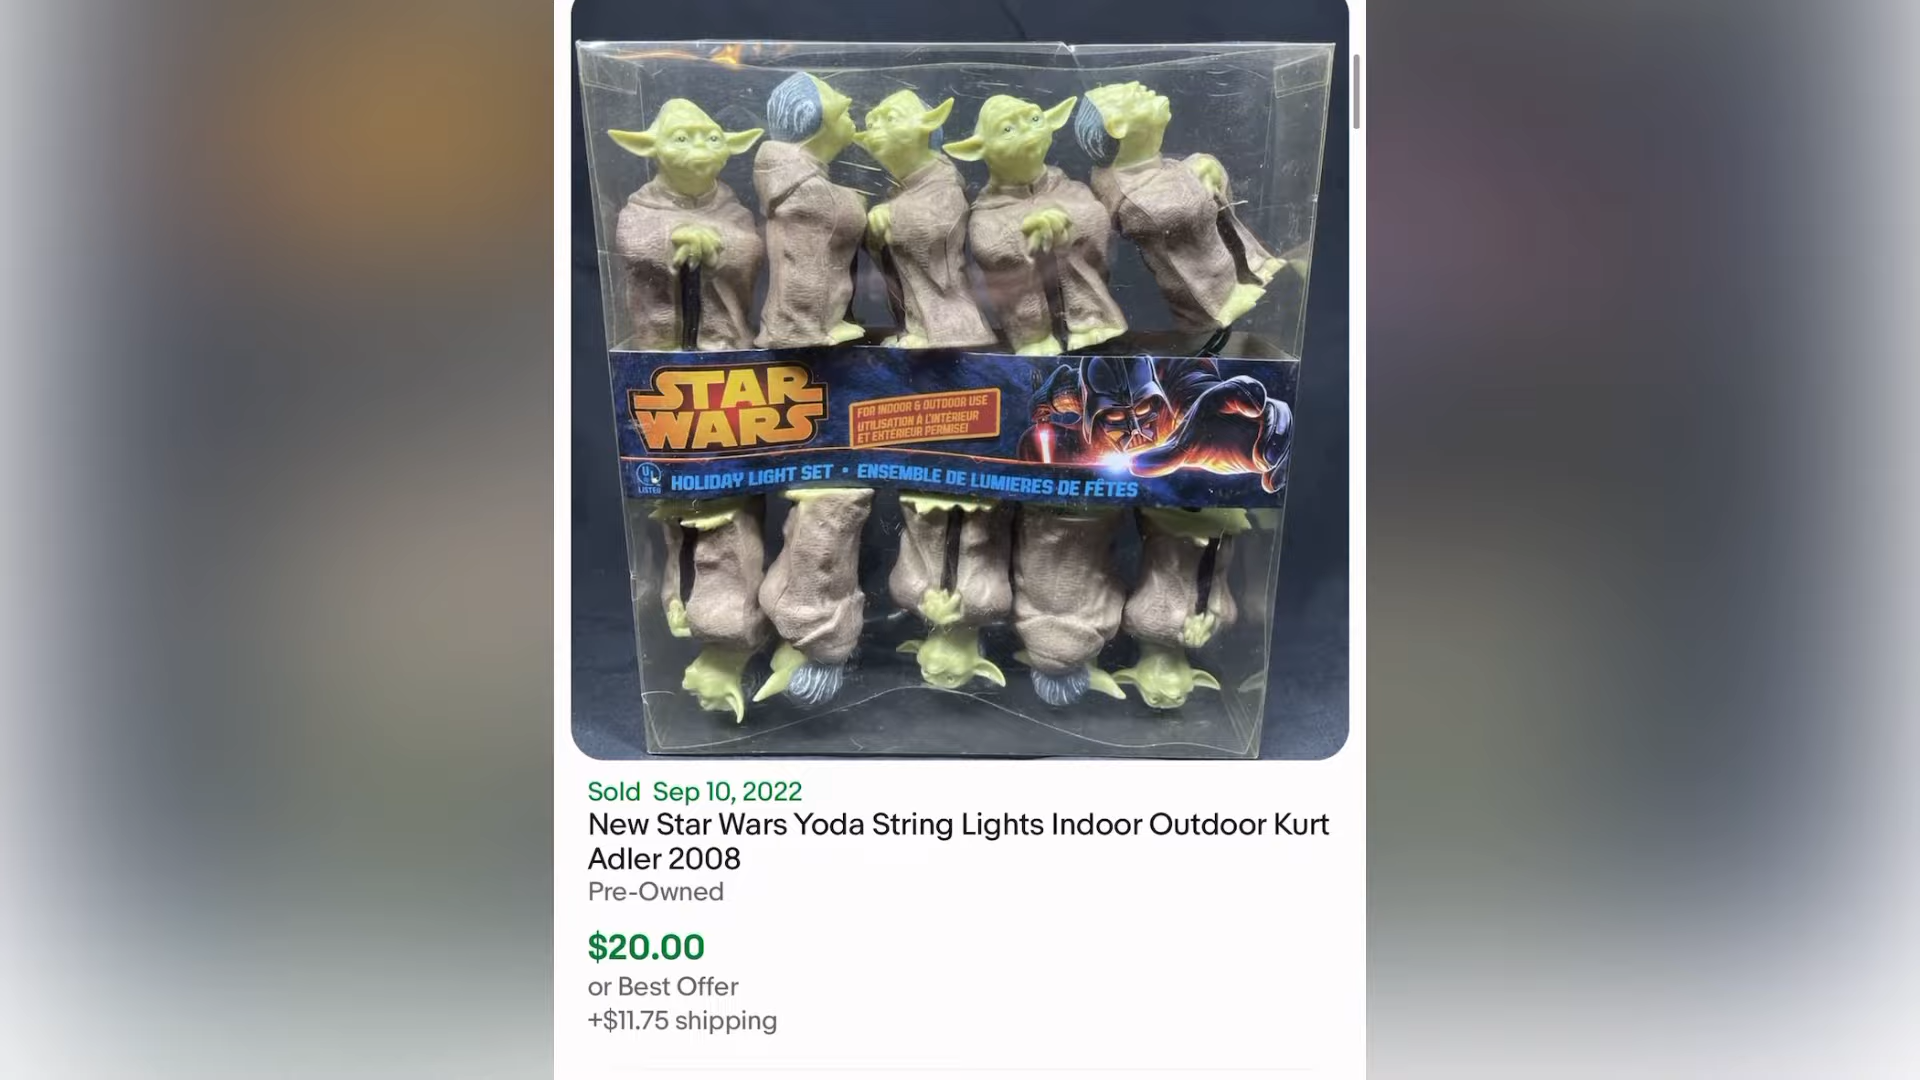 STAR
WARS
FOR INDOOR & OUTDOOR USE
UTILISATION À L'INTÉRIEUR
ET EXTÉRIEUR PERMISE!
UL
LISTED
HOLIDAY LIGHT SET • ENSEMBLE DE LUMIERES DE FÊTES
Sold Sep 10, 2022
New Star Wars Yoda String Lights Indoor Outdoor Kurt
Adler 2008
Pre-Owned
$20.00
or Best Offer
+$11.75 shipping